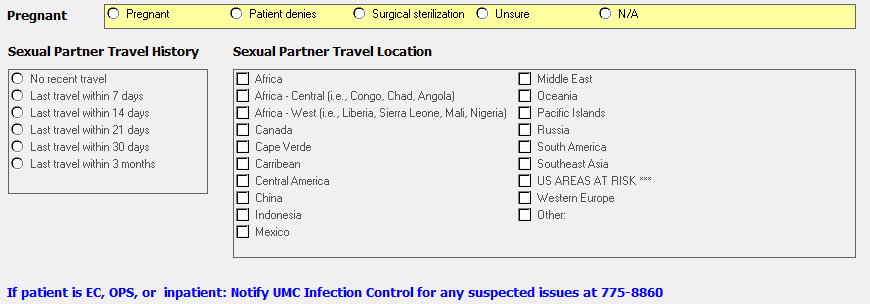 Pregnant Pregnant Patient denies Surgical sterilization Unsure N/A
Sexual Partner Travel History
No recent travel
Last travel within 7 days
Last travel within 14 days
Last travel within 21 days
Last travel within 30 days
Last travel within 3 months
Sexual Partner Travel Location
Africa
Africa - Central (i.e., Congo, Chad, Angola)
Africa - West (i.e., Liberia, Sierra Leone, Mali, Nigeria)
Canada
Cape Verde
Carribean
Central America
China
Indonesia
Mexico
Middle East
Oceania
Pacific Islands
Russia
South America
Southeast Asia
US AREAS AT RISK ***
Western Europe
Other:
If patient is EC, OPS, or inpatient: Notify UMC Infection Control for any suspected issues at 775-8860